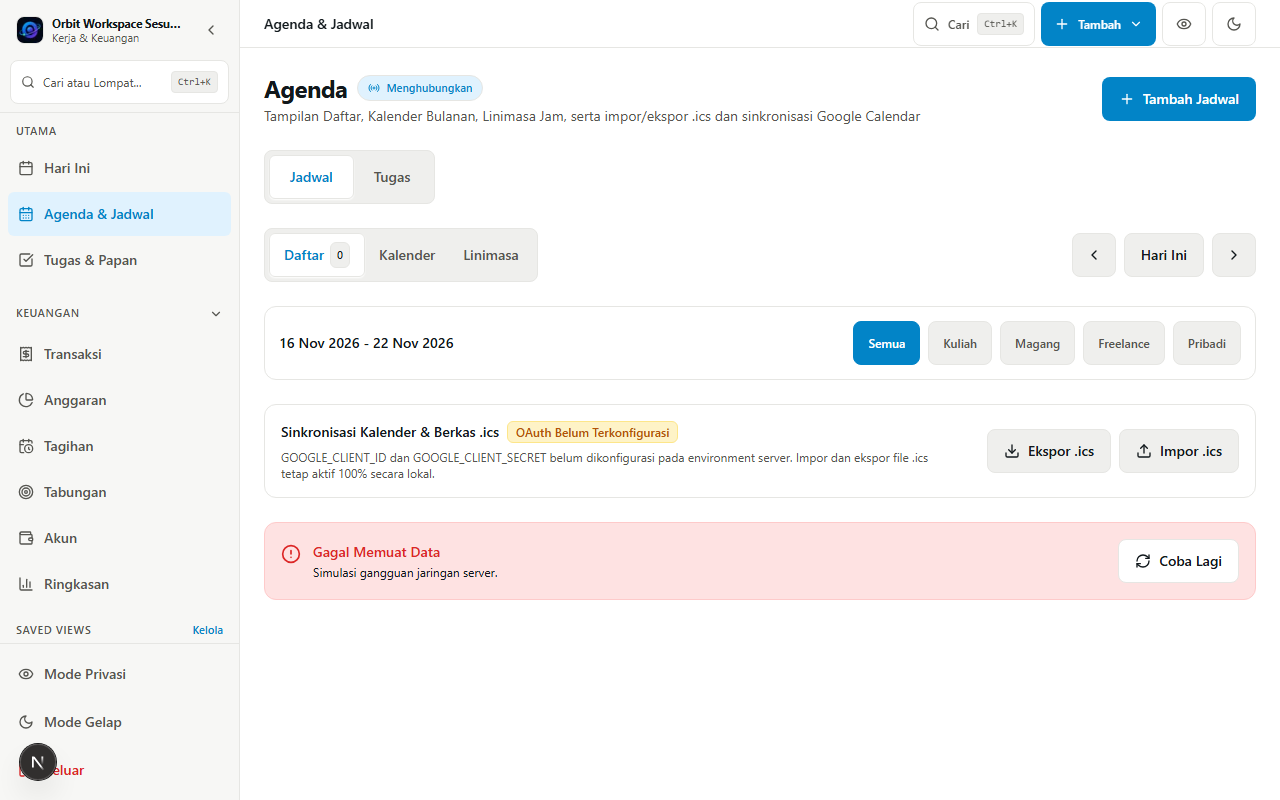 Orbit Workspace Sesu...
Kerja & Keuangan
Cari atau Lompat... Ctrl+K
UTAMA
Hari Ini
Agenda & Jadwal
Tugas & Papan
KEUANGAN
Transaksi
Anggaran
Tagihan
Tabungan
Akun
Ringkasan
SAVED VIEWS Kelola
Mode Privasi
Mode Gelap
N eluar
Agenda & Jadwal
Cari Ctrl+K
Tambah
Agenda Menghubungkan
Tampilan Daftar, Kalender Bulanan, Linimasa Jam, serta impor/ekspor .ics dan sinkronisasi Google Calendar
Tambah Jadwal
Jadwal Tugas
Daftar 0 Kalender Linimasa
Hari Ini
16 Nov 2026 - 22 Nov 2026
Semua Kuliah Magang Freelance Pribadi
Sinkronisasi Kalender & Berkas .ics OAuth Belum Terkonfigurasi
GOOGLE_CLIENT_ID dan GOOGLE_CLIENT_SECRET belum dikonfigurasi pada environment server. Impor dan ekspor file .ics
tetap aktif 100% secara lokal.
Ekspor .ics Impor .ics
Gagal Memuat Data
Simulasi gangguan jaringan server.
Coba Lagi